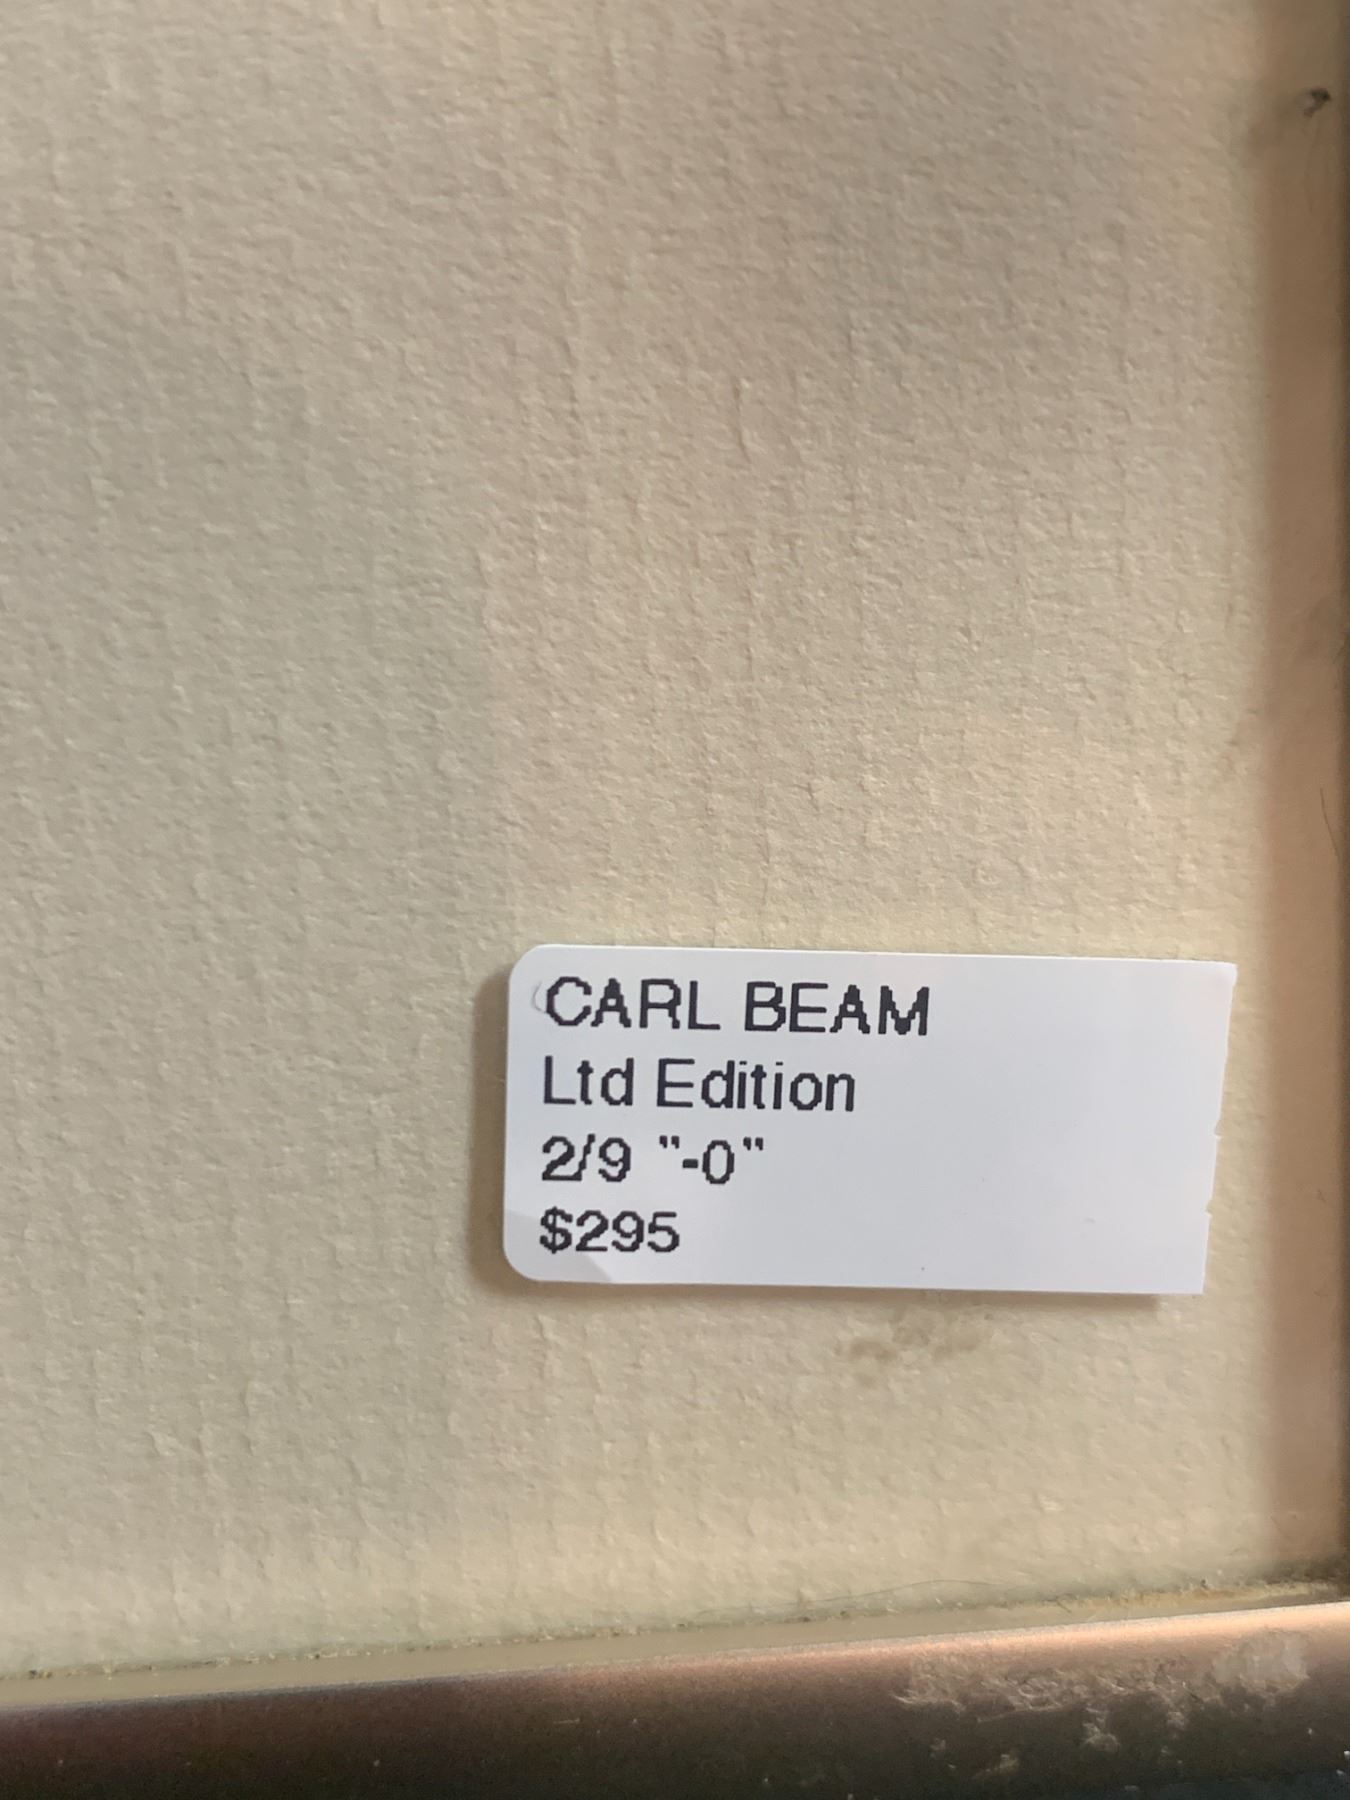 CARL BEAM
Ltd Edition
2/9 "-0"
$295